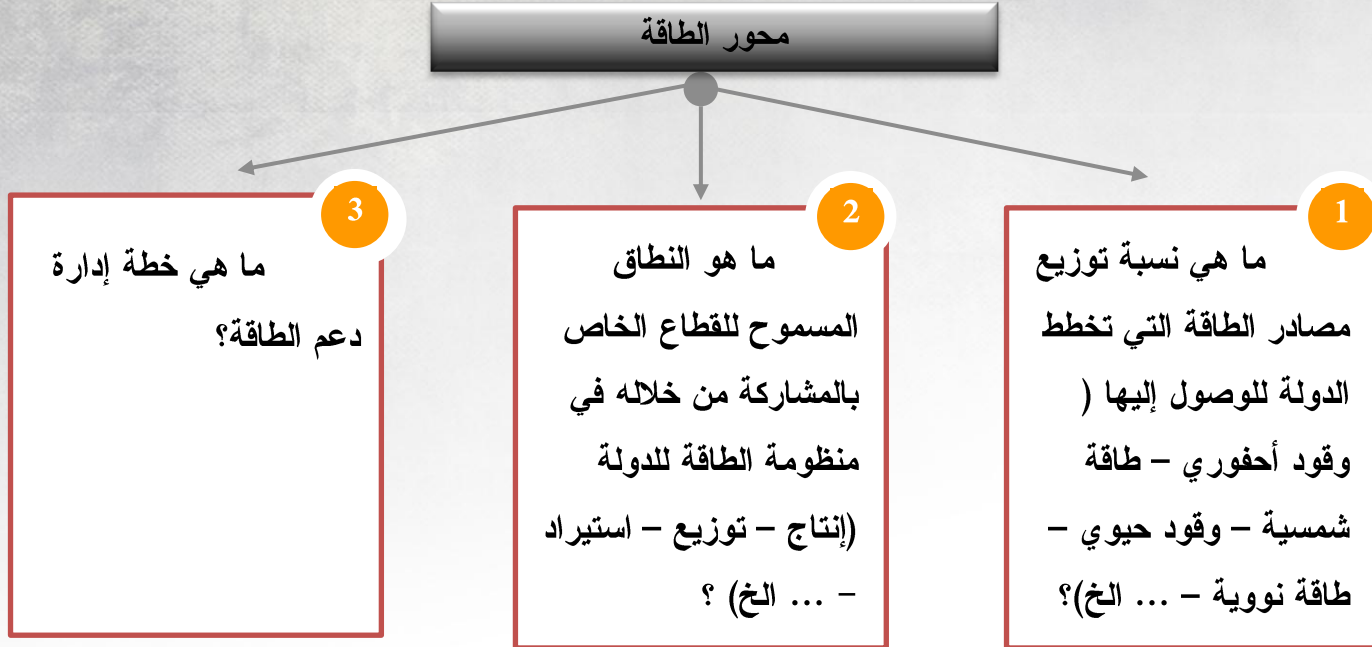 محور الطاقة
1
ما هي نسبة توزيع
مصادر الطاقة التي تخطط
الدولة للوصول إليها (
وقود أحفوري – طاقة
شمسية – وقود حيوي –
طاقة نووية – ... الخ)؟
2
ما هو النطاق
المسموح للقطاع الخاص
بالمشاركة من خلاله في
منظومة الطاقة للدولة
(إنتاج – توزيع – استيراد
– ... الخ) ؟
3
ما هي خطة إدارة
دعم الطاقة؟